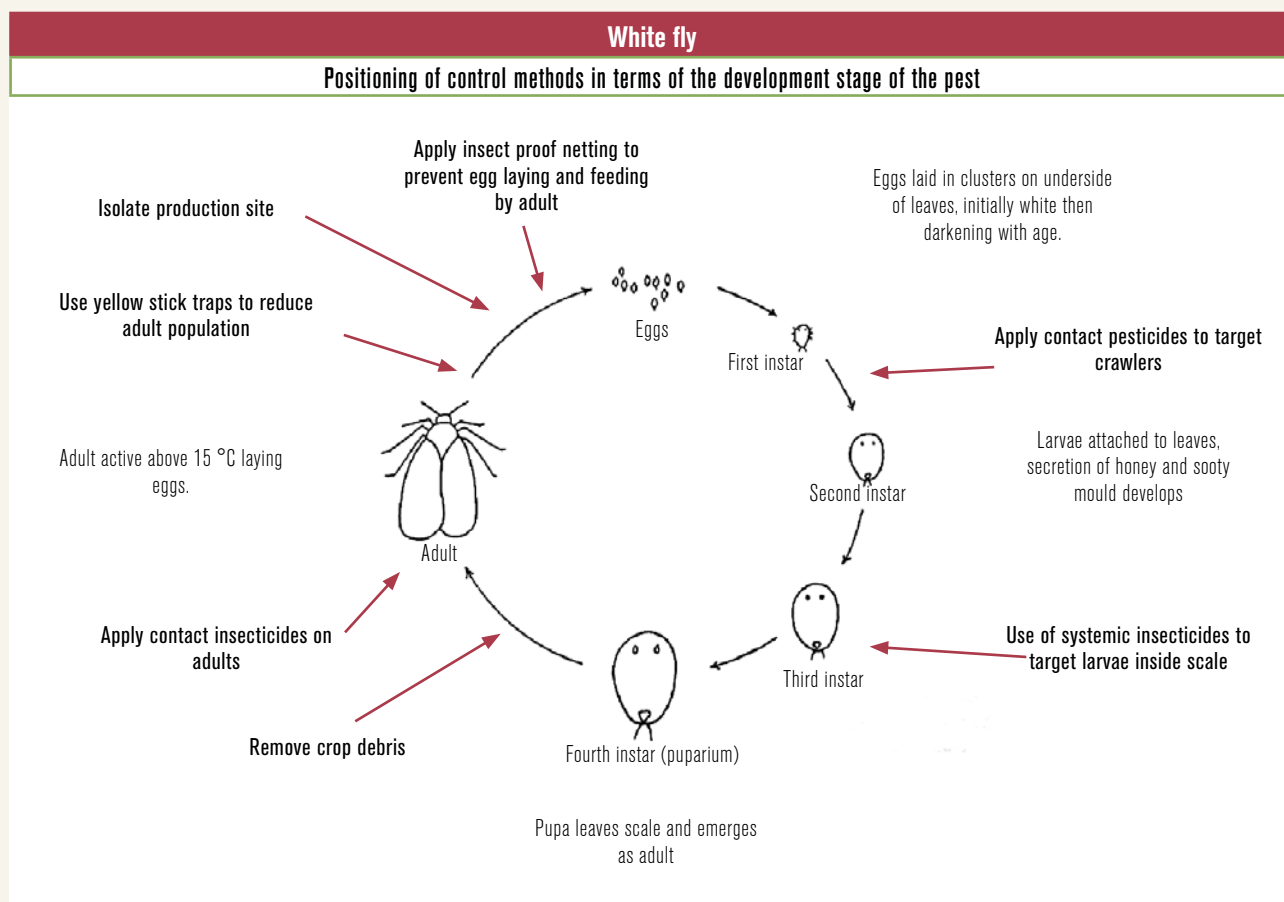 White fly
Positioning of control methods in terms of the development stage of the pest
Apply insect proof netting to
prevent egg laying and feeding
by adult
Eggs laid in clusters on underside
of leaves, initially white then
darkening with age.
Isolate production site
Use yellow stick traps to reduce
adult population
Eggs
First instar
Apply contact pesticides to target
crawlers
Adult active above 15 °C laying
eggs.
Larvae attached to leaves,
secretion of honey and sooty
mould develops
Second instar
Adult
Apply contact insecticides on
adults
Use of systemic insecticides to
target larvae inside scale
Third instar
Remove crop debris
Fourth instar (puparium)
Pupa leaves scale and emerges
as adult